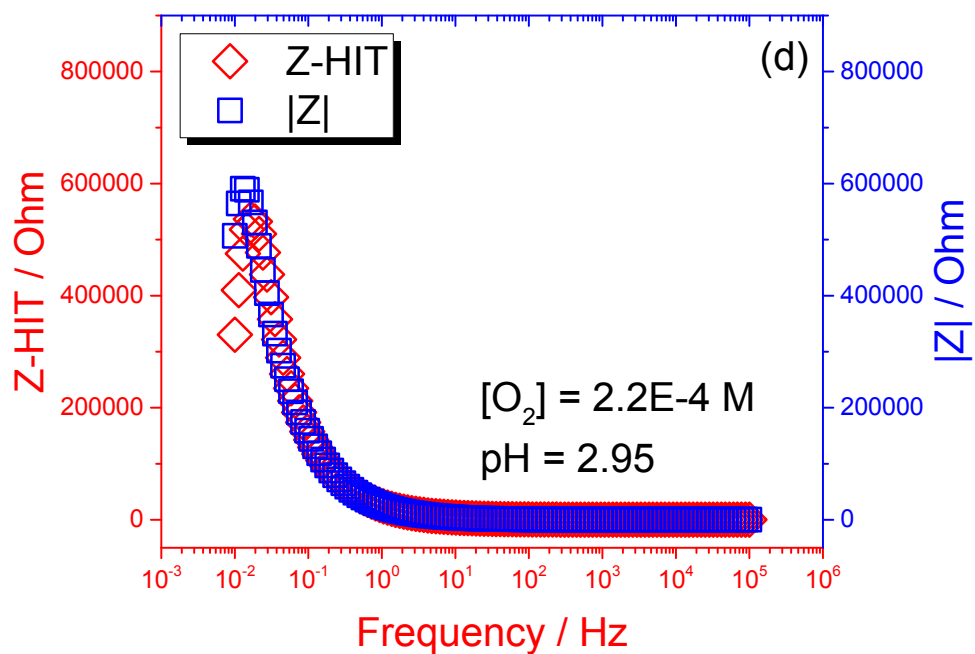 (d)
Z-HIT
|Z|
800000
600000
400000
200000
0
Z-HIT / Ohm
800000
600000
400000
200000
0
|Z| / Ohm
[O₂] = 2.2E-4 M
pH = 2.95
10⁻³ 10⁻² 10⁻¹ 10⁰ 10¹ 10² 10³ 10⁴ 10⁵ 10⁶
Frequency / Hz